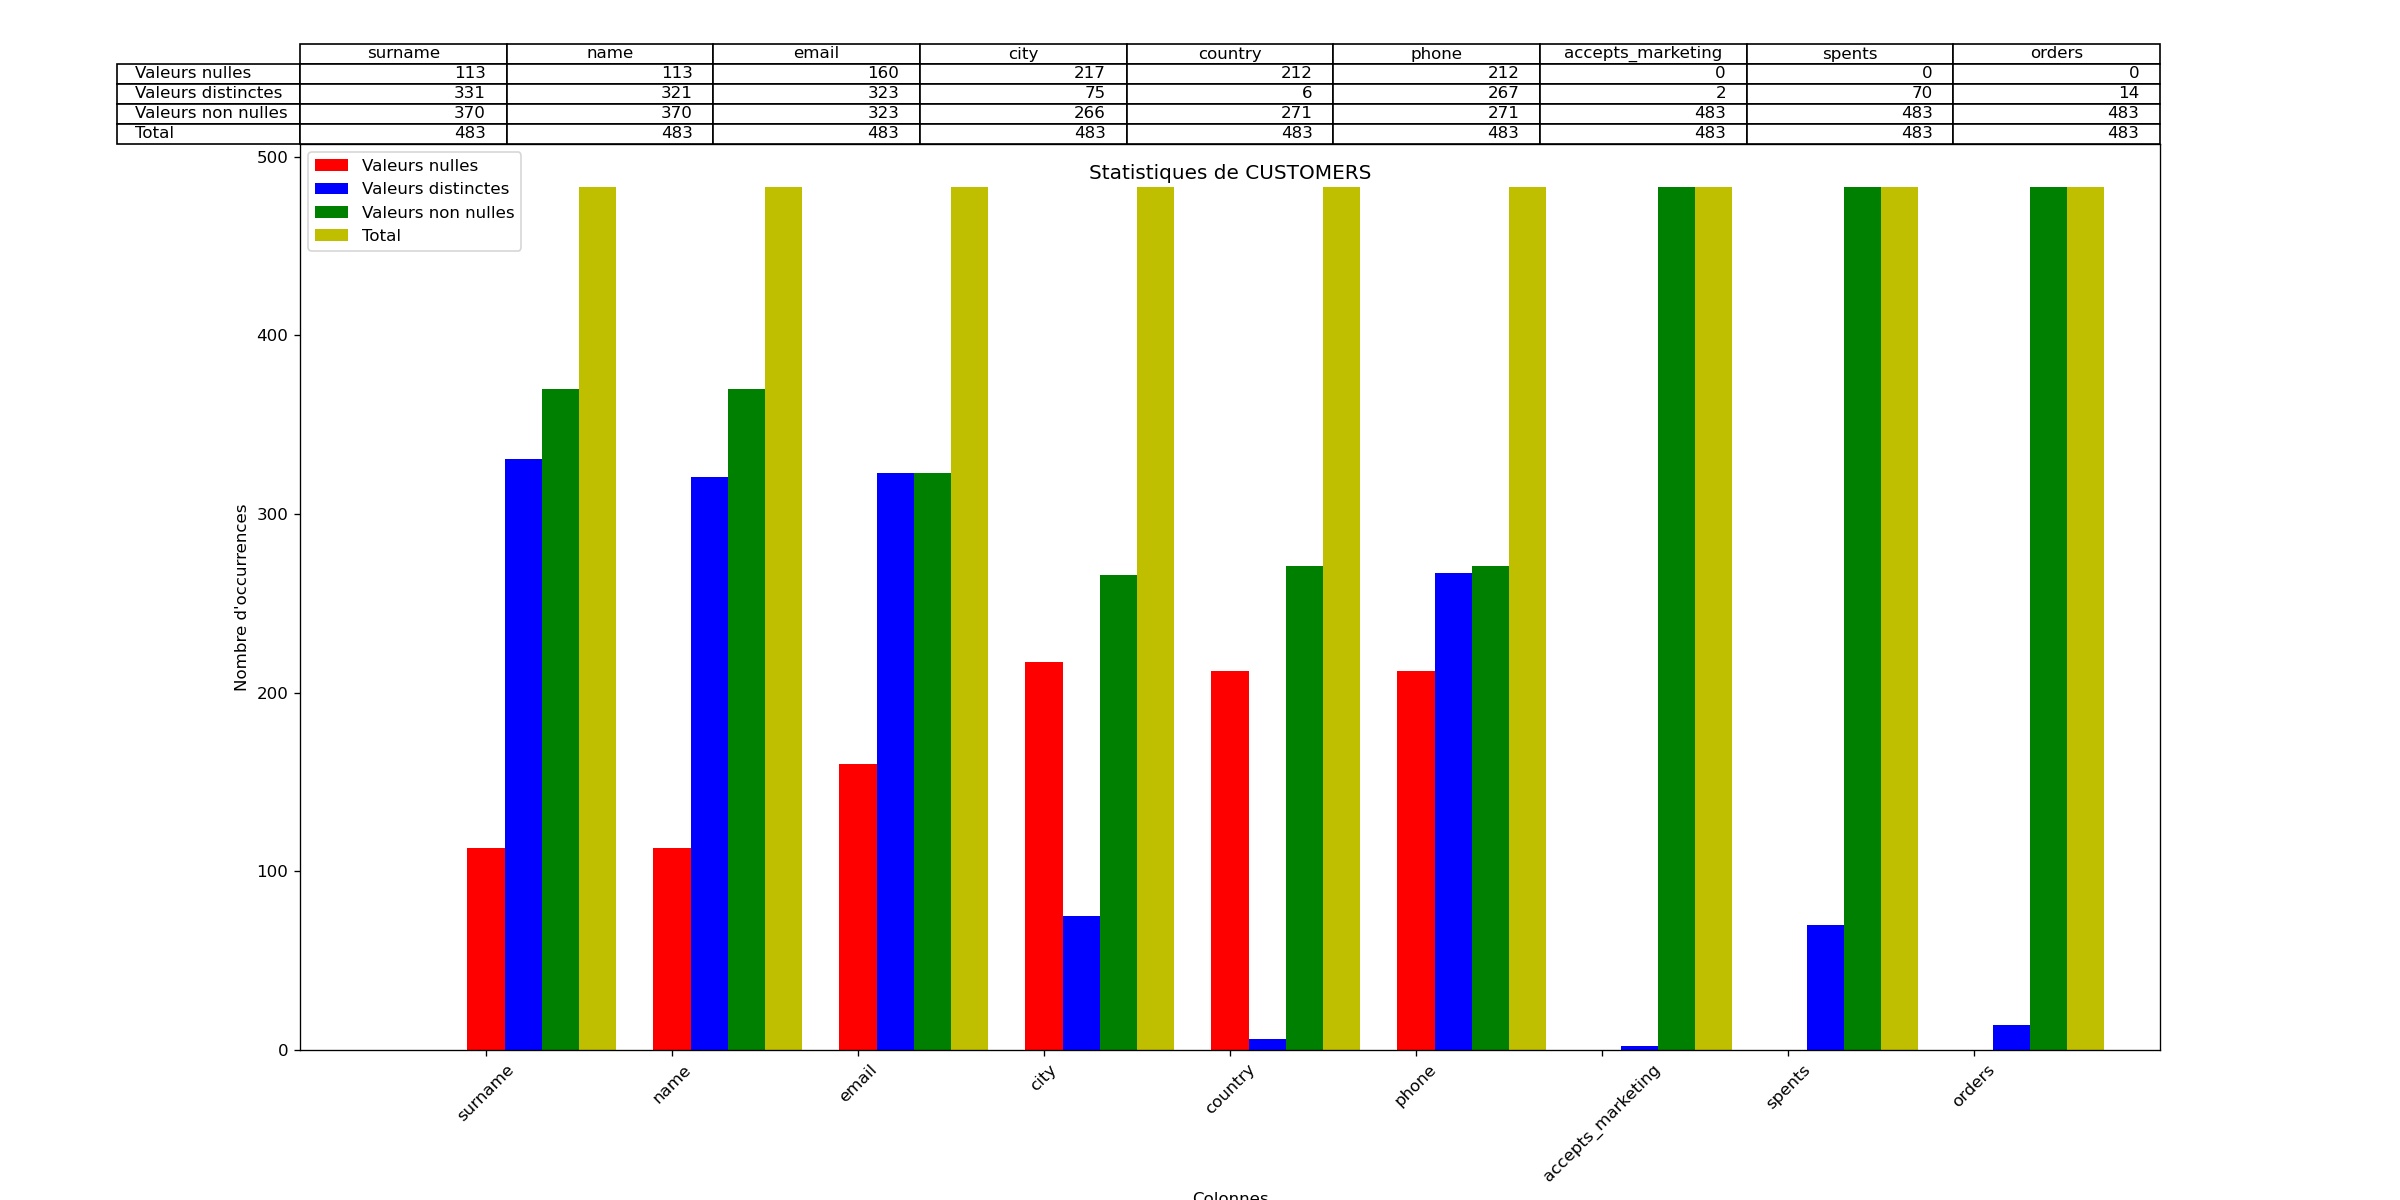 surname name email city country phone accepts_marketing spents orders
Valeurs nulles 113 113 160 217 212 212 0 0 0
Valeurs distinctes 331 321 323 75 6 267 2 70 14
Valeurs non nulles 370 370 323 266 271 271 483 483 483
Total 483 483 483 483 483 483 483 483 483
Statistiques de CUSTOMERS
Valeurs nulles
Valeurs distinctes
Valeurs non nulles
Total
500
400
300
200
100
0
Nombre d'occurrences
surname name email city country phone accepts_marketing spents orders
Colonnes